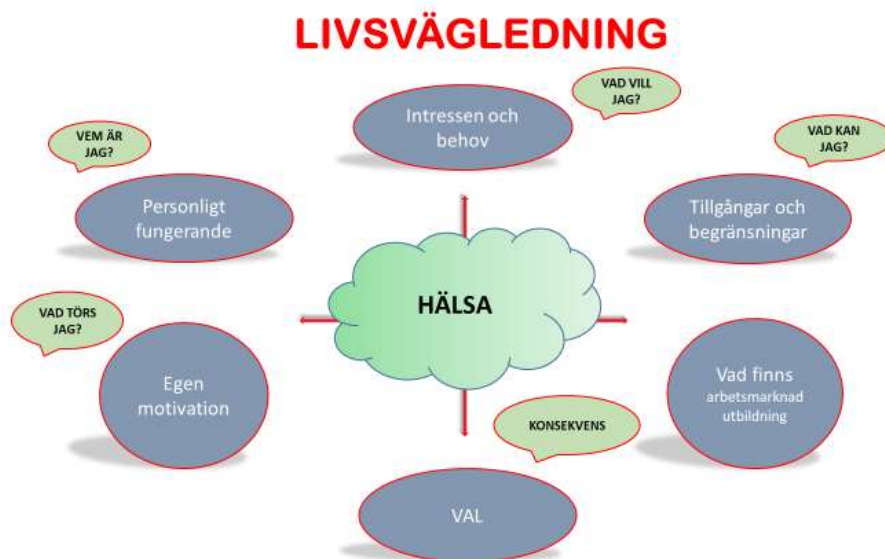 LIVSVÄGLEDNING
VAD VILL
JAG?
Intressen och
behov
VEM ÄR
JAG?
VAD KAN
JAG?
Personligt
fungerande
Tillgångar och
begränsningar
HÄLSA
VAD TÖRS
JAG?
Egen
motivation
Vad finns
arbetsmarknad
utbildning
KONSEKVENS
VAL